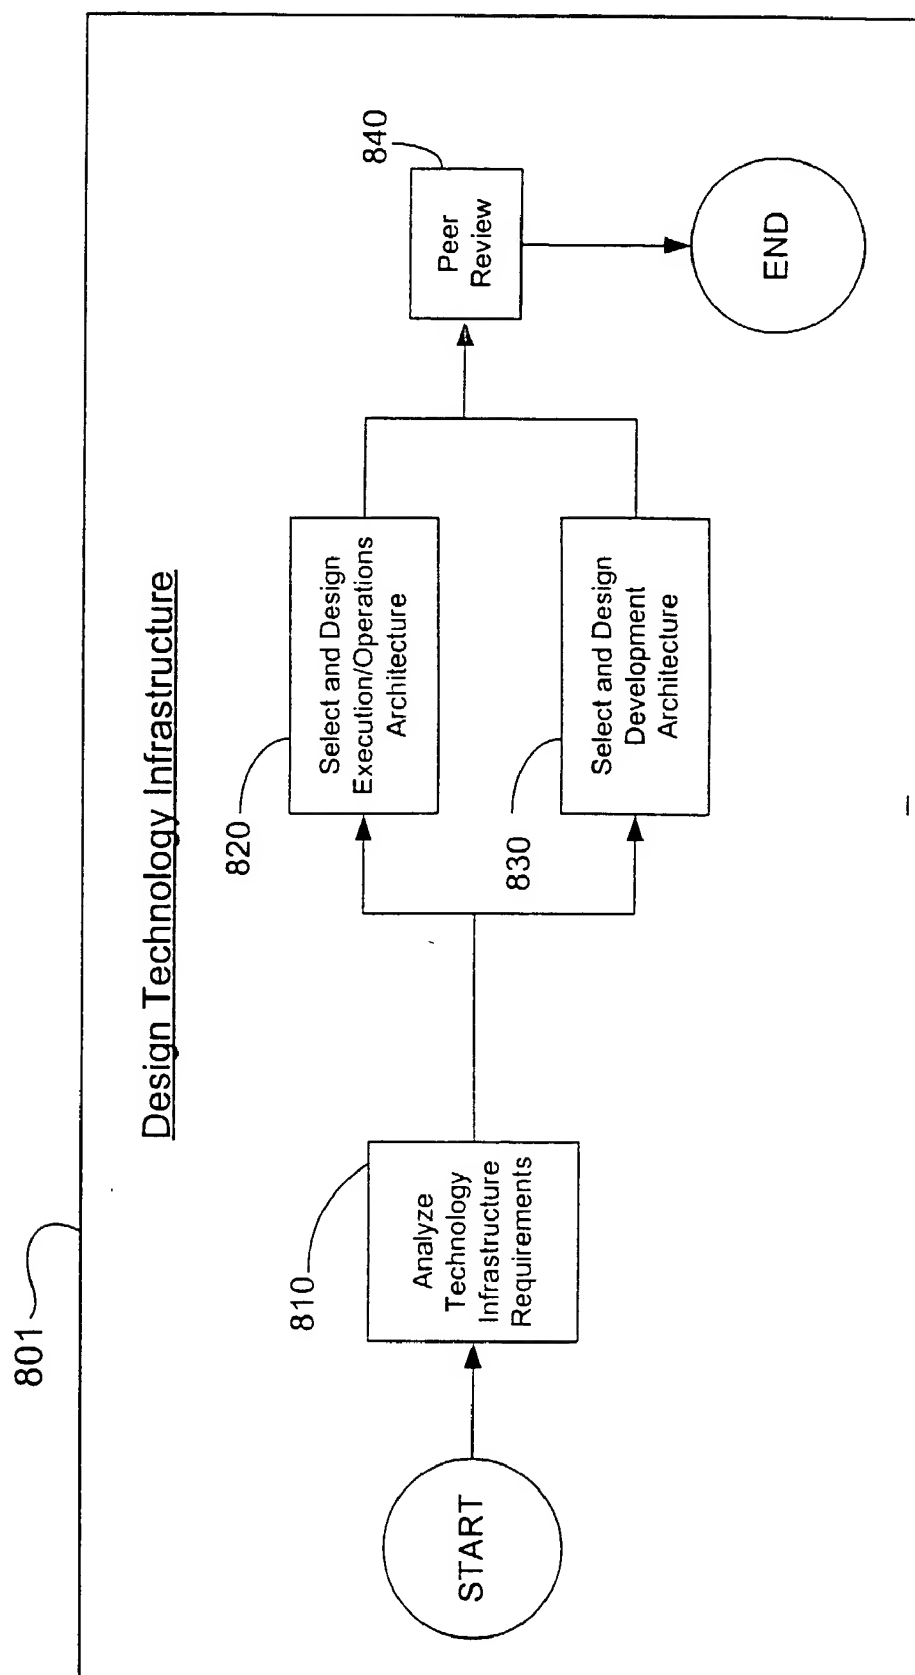 801
Design Technology Infrastructure
START
810
Analyze
Technology
Infrastructure
Requirements
820
Select and Design
Execution/Operations
Architecture
830
Select and Design
Development
Architecture
840
Peer
Review
END